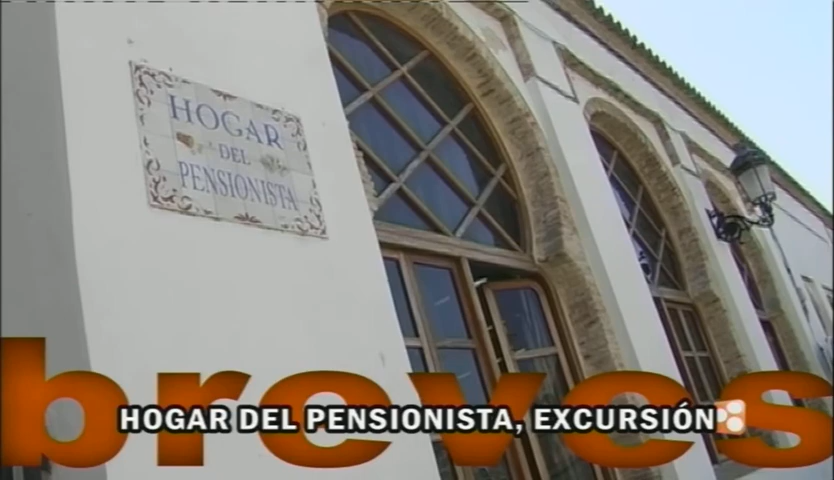 HOGAR
DEL
PENSIONISTA
breves
HOGAR DEL PENSIONISTA, EXCURSIÓN